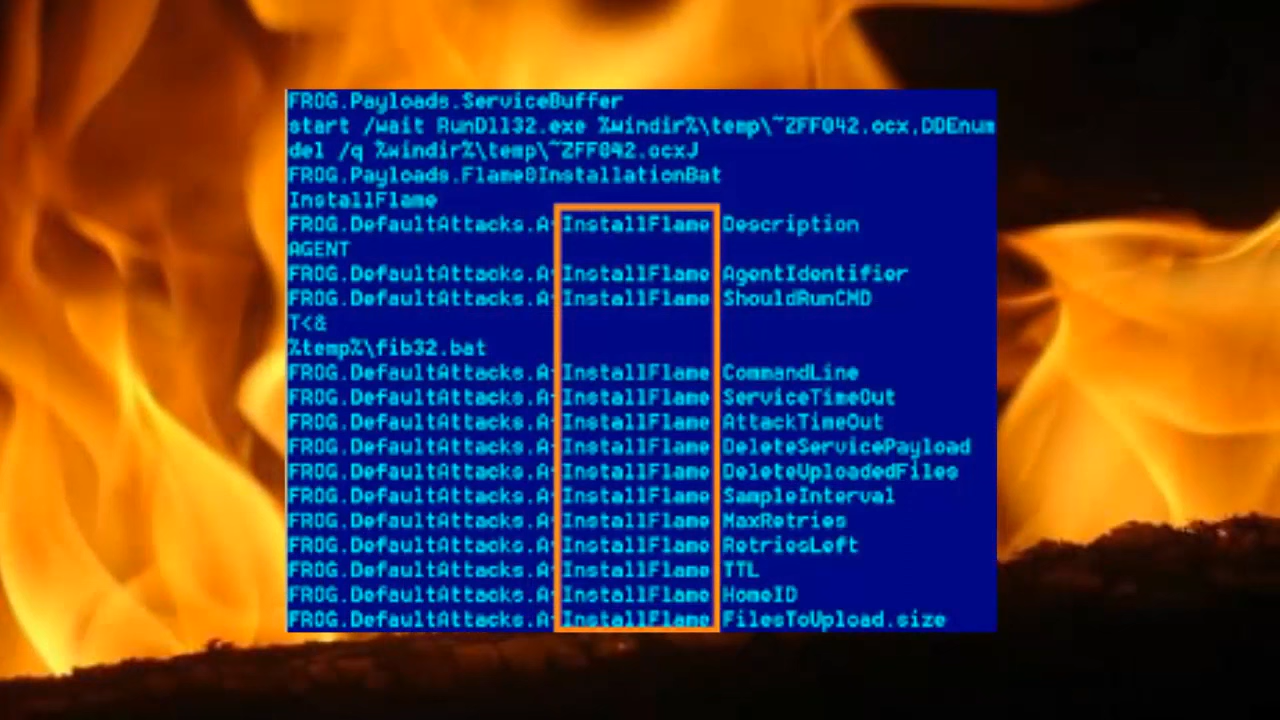 FROG.Payloads.ServiceBuffer
start /wait RunDll32.exe %windir%\temp\~ZFF042.ocx,DDEnum
del /q %windir%\temp\~ZFF042.ocxJ
FROG.Payloads.Flame0InstallationBat
InstallFlame
FROG.DefaultAttacks.A InstallFlame Description
AGENT
FROG.DefaultAttacks.A InstallFlame AgentIdentifier
FROG.DefaultAttacks.A InstallFlame ShouldRunCMD
T<&
%temp%\fib32.bat
FROG.DefaultAttacks.A InstallFlame CommandLine
FROG.DefaultAttacks.A InstallFlame ServiceTimeOut
FROG.DefaultAttacks.A InstallFlame AttackTimeOut
FROG.DefaultAttacks.A InstallFlame DeleteServicePayload
FROG.DefaultAttacks.A InstallFlame DeleteUploadedFiles
FROG.DefaultAttacks.A InstallFlame SampleInterval
FROG.DefaultAttacks.A InstallFlame MaxRetries
FROG.DefaultAttacks.A InstallFlame RetriesLeft
FROG.DefaultAttacks.A InstallFlame TTL
FROG.DefaultAttacks.A InstallFlame HomeID
FROG.DefaultAttacks.A InstallFlame FilesToUpload.size